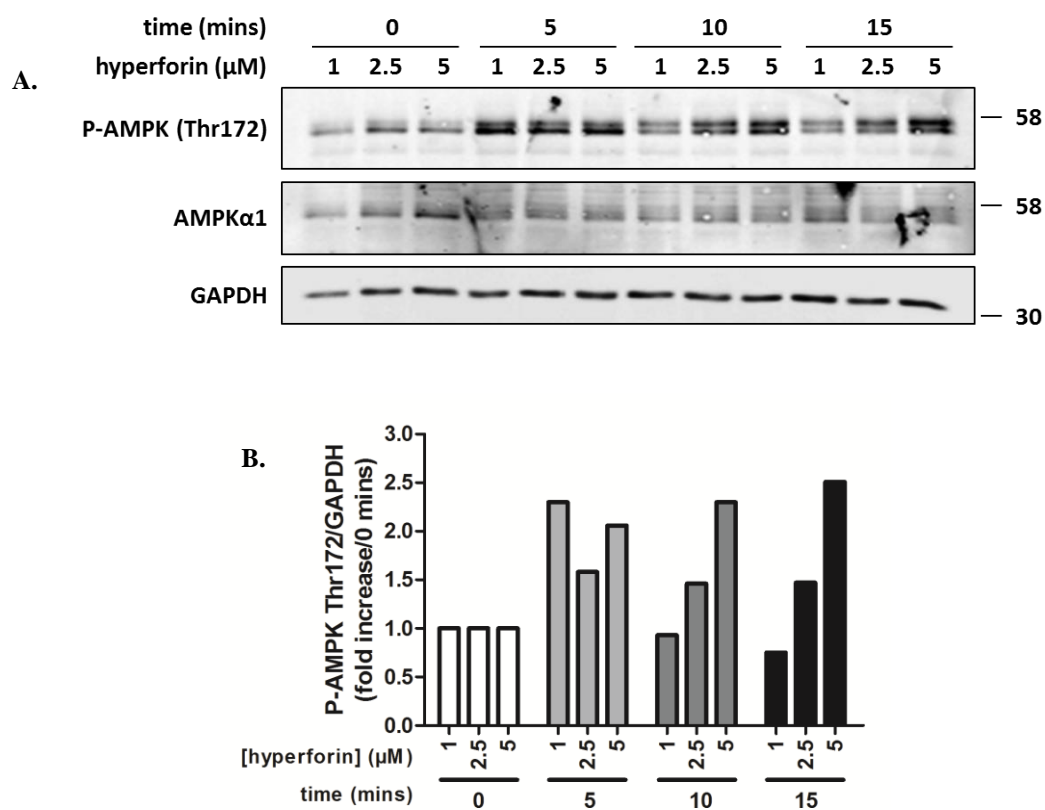 time (mins) 0 5 10 15
hyperforin (µM) 1 2.5 5 1 2.5 5 1 2.5 5 1 2.5 5
A.
P-AMPK (Thr172) 58
AMPKα1 58
GAPDH
30
B.
P-AMPK Thr172/GAPDH
(fold increase/0 mins)
3.0
2.5
2.0
1.5
1.0
0.5
0.0
[hyperforin] (µM) 1 2.5 5 1 2.5 5 1 2.5 5 1 2.5 5
time (mins) 0 5 10 15